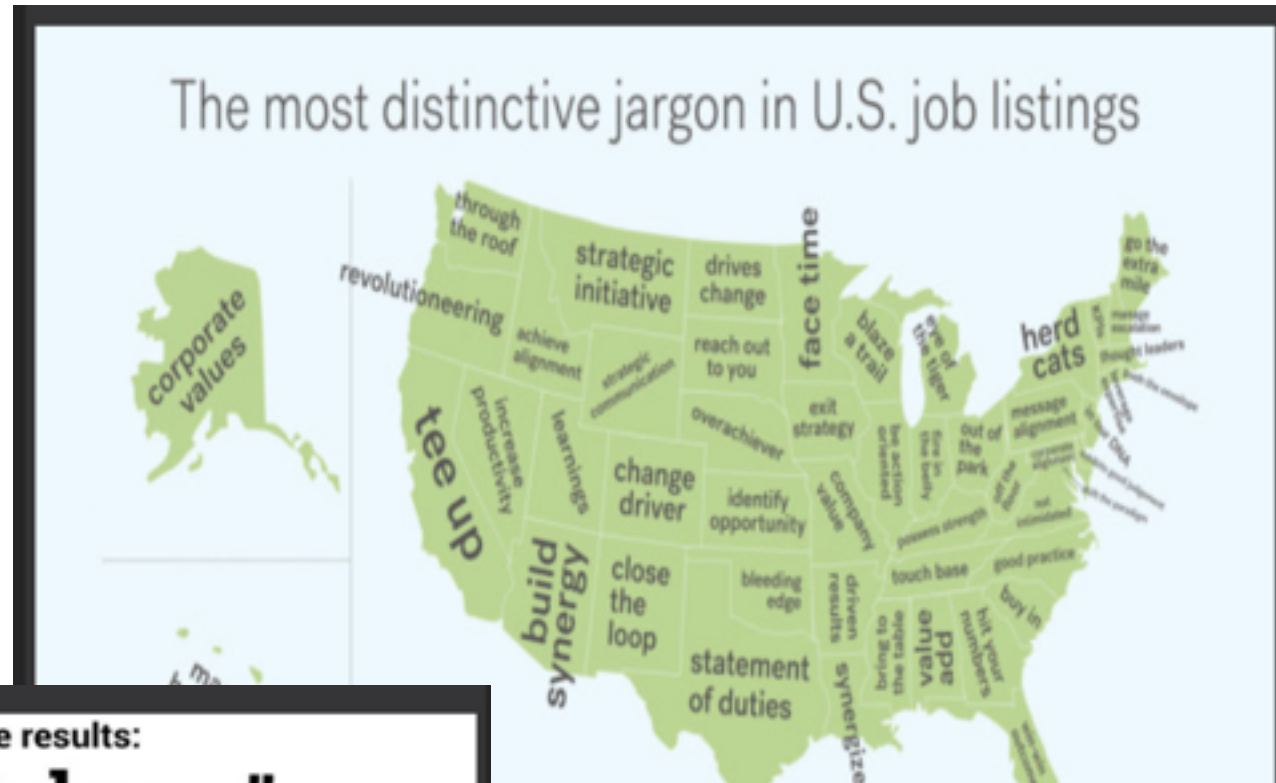 The most distinctive jargon in U.S. job listings
through
the roof
revolutioneering
strategic
initiative
drives
change
face time
blaze
a trail
eye of
the tiger
herd
cats
go the
extra
mile
thought leaders
corporate
values
achieve
alignment
strategic
communication
reach out
to you
exit
strategy
be action
oriented
fire in
the belly
out of
the
park
message
alignment
DNA
tee up
increase
productivity
learnings
change
driver
overachiever
identify
opportunity
company
value
possess strength
not
intimidated
build
synergy
close
the
loop
bleeding
edge
driven
results
touch base
good practice
buy in
statement
of duties
synergize
bring to
the table
add
value
hit your
numbers
e results: